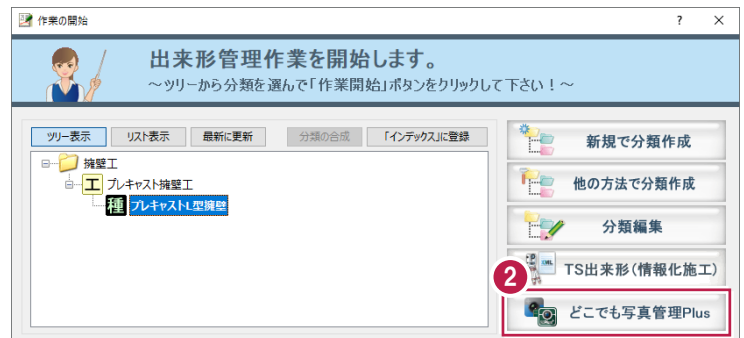 作業の開始
? ×
出来形管理作業を開始します。
～ツリーから分類を選んで「作業開始」ボタンをクリックして下さい！～
ツリー表示 リスト表示 最新に更新 分類の合成 「インデックス」に登録
擁壁工
工 プレキャスト擁壁工
種 プレキャストL型擁壁
新規で分類作成
他の方法で分類作成
分類編集
TS出来形(情報化施工)
2
どこでも写真管理Plus